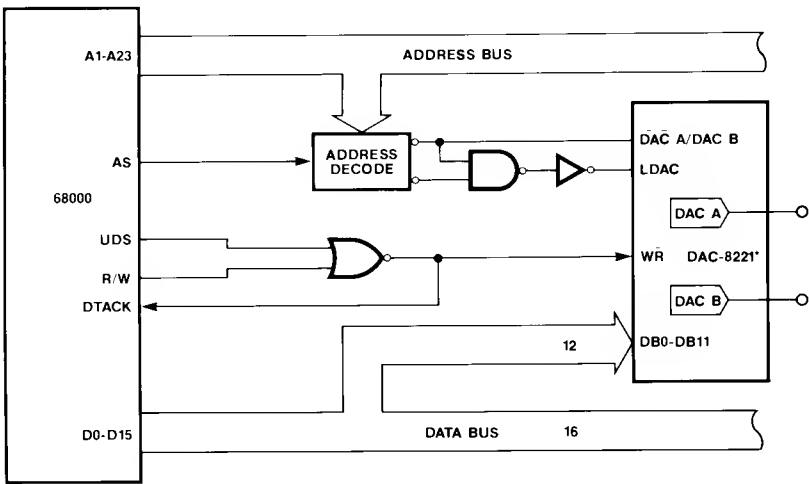 A1-A23
ADDRESS BUS
AS
ADDRESS
DECODE
DAC A/DAC B
LDAC
68000
DAC A
UDS
R/W
WR
DAC-8221*
DTACK
DAC B
12
DB0-DB11
D0-D15
DATA BUS
16